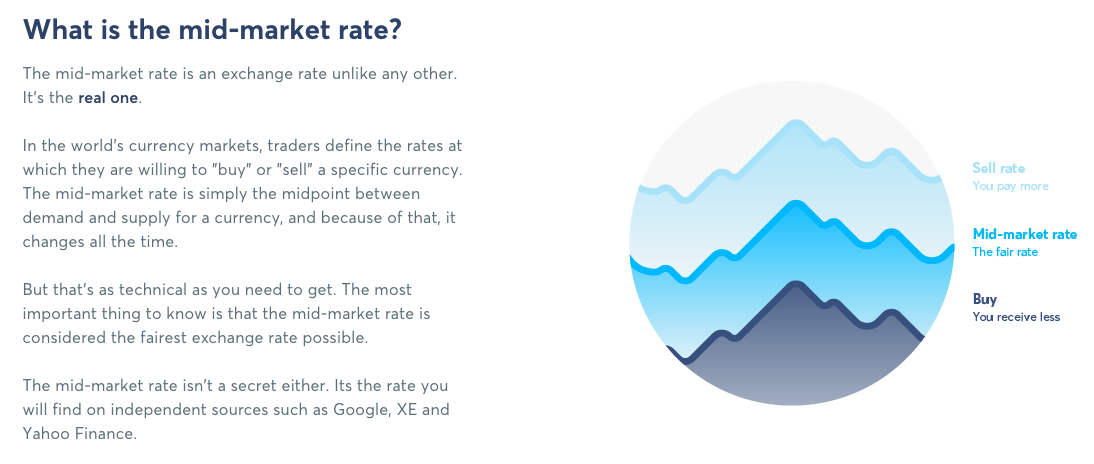 What is the mid-market rate?
The mid-market rate is an exchange rate unlike any other.
It's the real one.
In the world's currency markets, traders define the rates at
which they are willing to "buy" or "sell" a specific currency.
The mid-market rate is simply the midpoint between
demand and supply for a currency, and because of that, it
changes all the time.
But that's as technical as you need to get. The most
important thing to know is that the mid-market rate is
considered the fairest exchange rate possible.
The mid-market rate isn't a secret either. Its the rate you
will find on independent sources such as Google, XE and
Yahoo Finance.
Sell rate
You pay more
Mid-market rate
The fair rate
Buy
You receive less